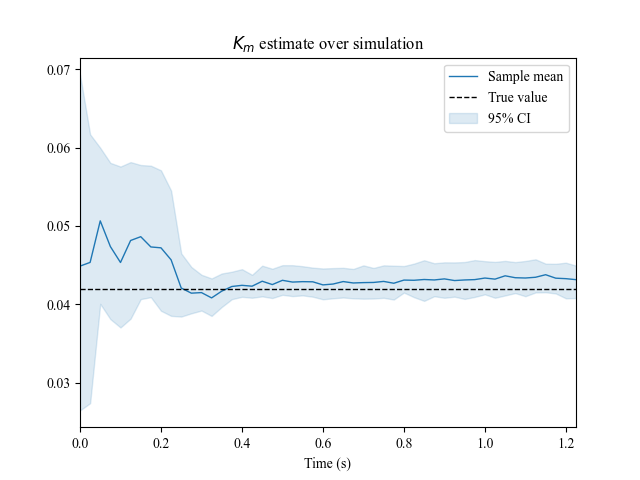 K_m estimate over simulation
Sample mean
True value
95% CI
0.07
0.06
0.05
0.04
0.03
0.0 0.2 0.4 0.6 0.8 1.0 1.2
Time (s)